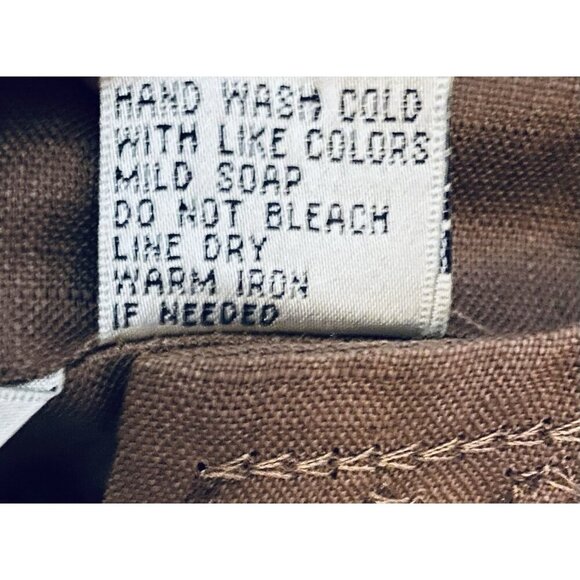 HAND WASH COLD
WITH LIKE COLORS
MILD SOAP
DO NOT BLEACH
LINE DRY
WARM IRON
IF NEEDED